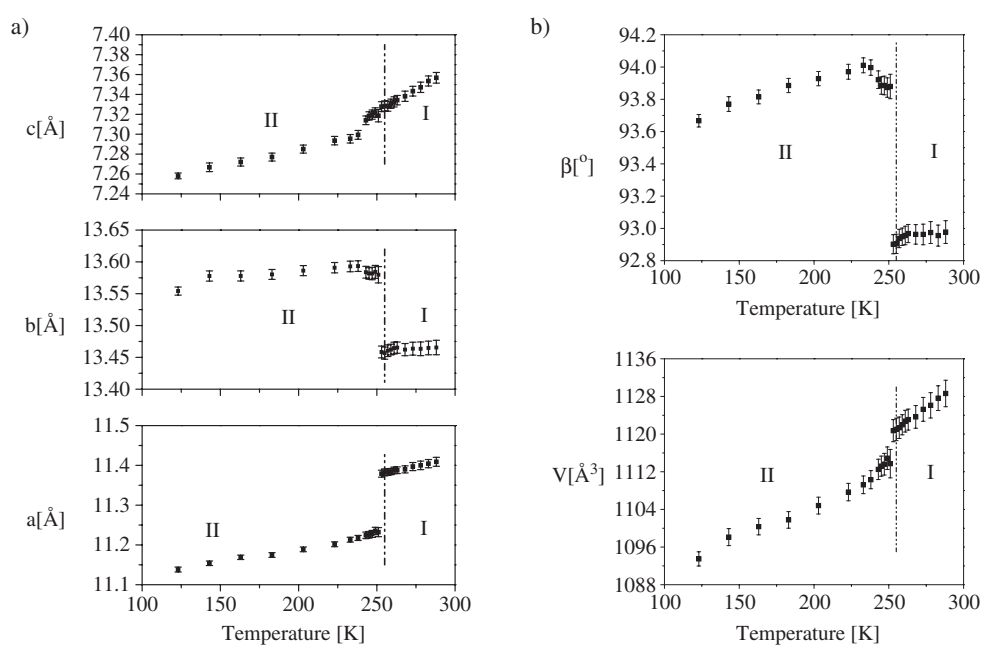 a)
7.40
7.38
7.36
7.34
7.32
7.30
7.28
7.26
7.24
c[Å]
II
I
13.65
13.60
13.55
13.50
13.45
13.40
b[Å]
II
I
11.5
11.4
11.3
11.2
11.1
a[Å]
II
I
100 150 200 250 300
Temperature [K]
b)
94.2
94.0
93.8
93.6
93.4
93.2
93.0
92.8
β[°]
II
I
100 150 200 250 300
Temperature [K]
1136
1128
1120
1112
1104
1096
1088
V[Å³]
II
I
100 150 200 250 300
Temperature [K]